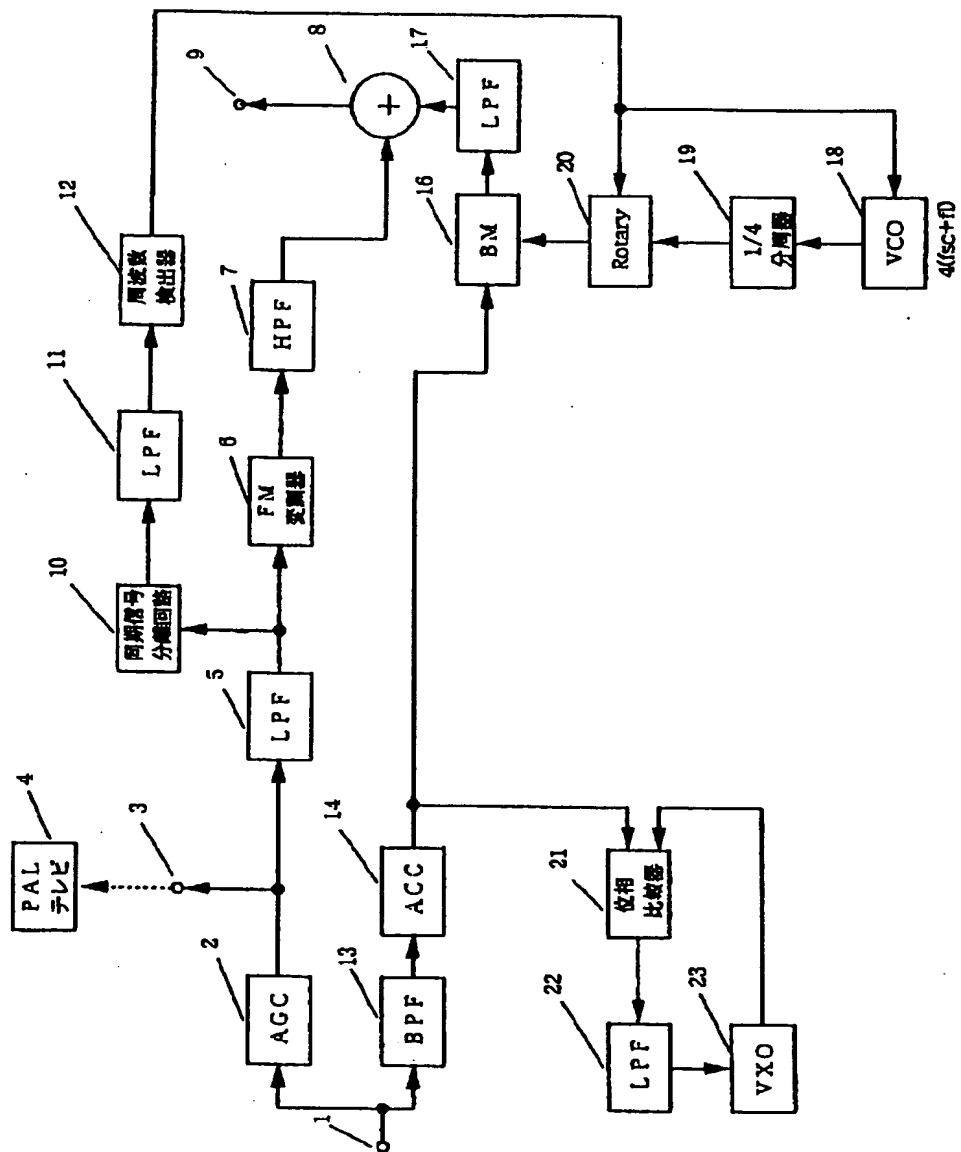 1
2
AGC
3
4
PAL
テレビ
5
LPF
6
FM
変調器
7
HPF
8
+
9
10
同期信号
分離回路
11
LPF
12
周波数
検出器
13
BPF
14
ACC
16
BM
17
LPF
20
Rotary
19
1/4
分周器
18
VCO
4(fsc+f1)
21
位相
比較器
22
LPF
23
VXO